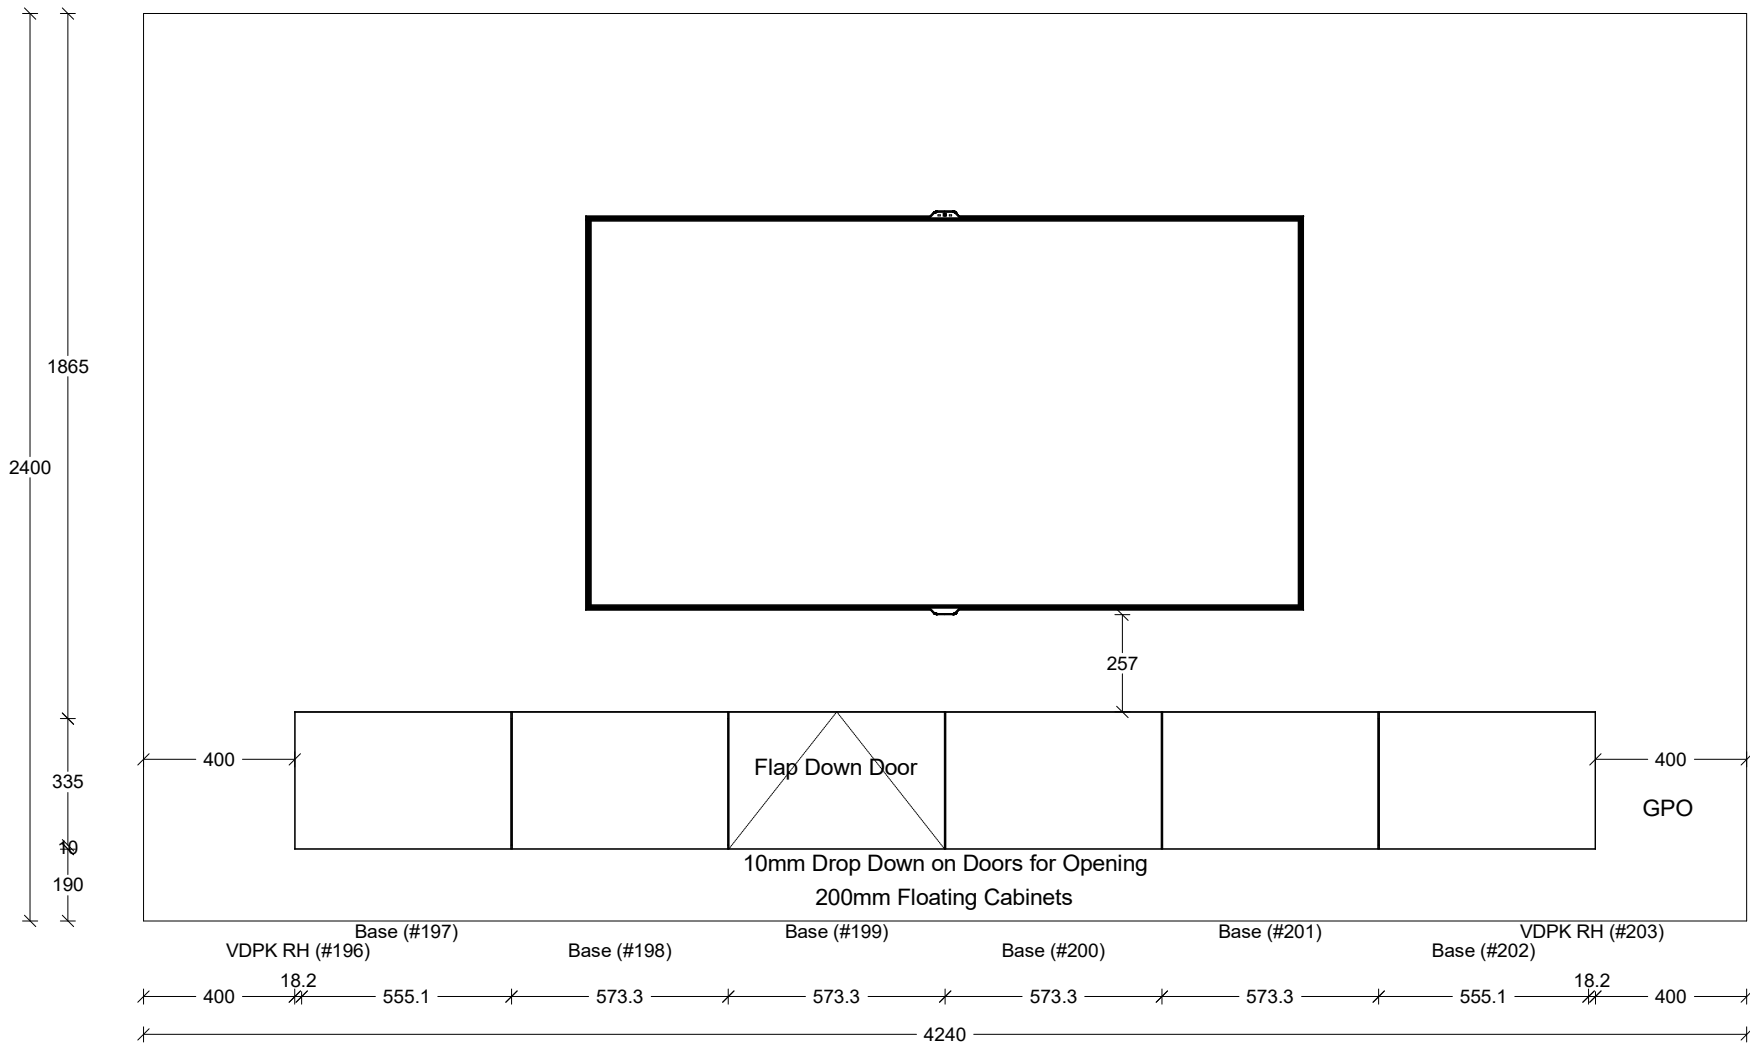 1865
2400
257
400
Flap Down Door
400
335
GPO
10
10mm Drop Down on Doors for Opening
190
200mm Floating Cabinets
Base (#197)
Base (#199)
Base (#201)
VDPK RH (#203)
VDPK RH (#196)
Base (#198)
Base (#200)
Base (#202)
18.2
18.2
400
555.1
573.3
573.3
573.3
573.3
555.1
400
4240